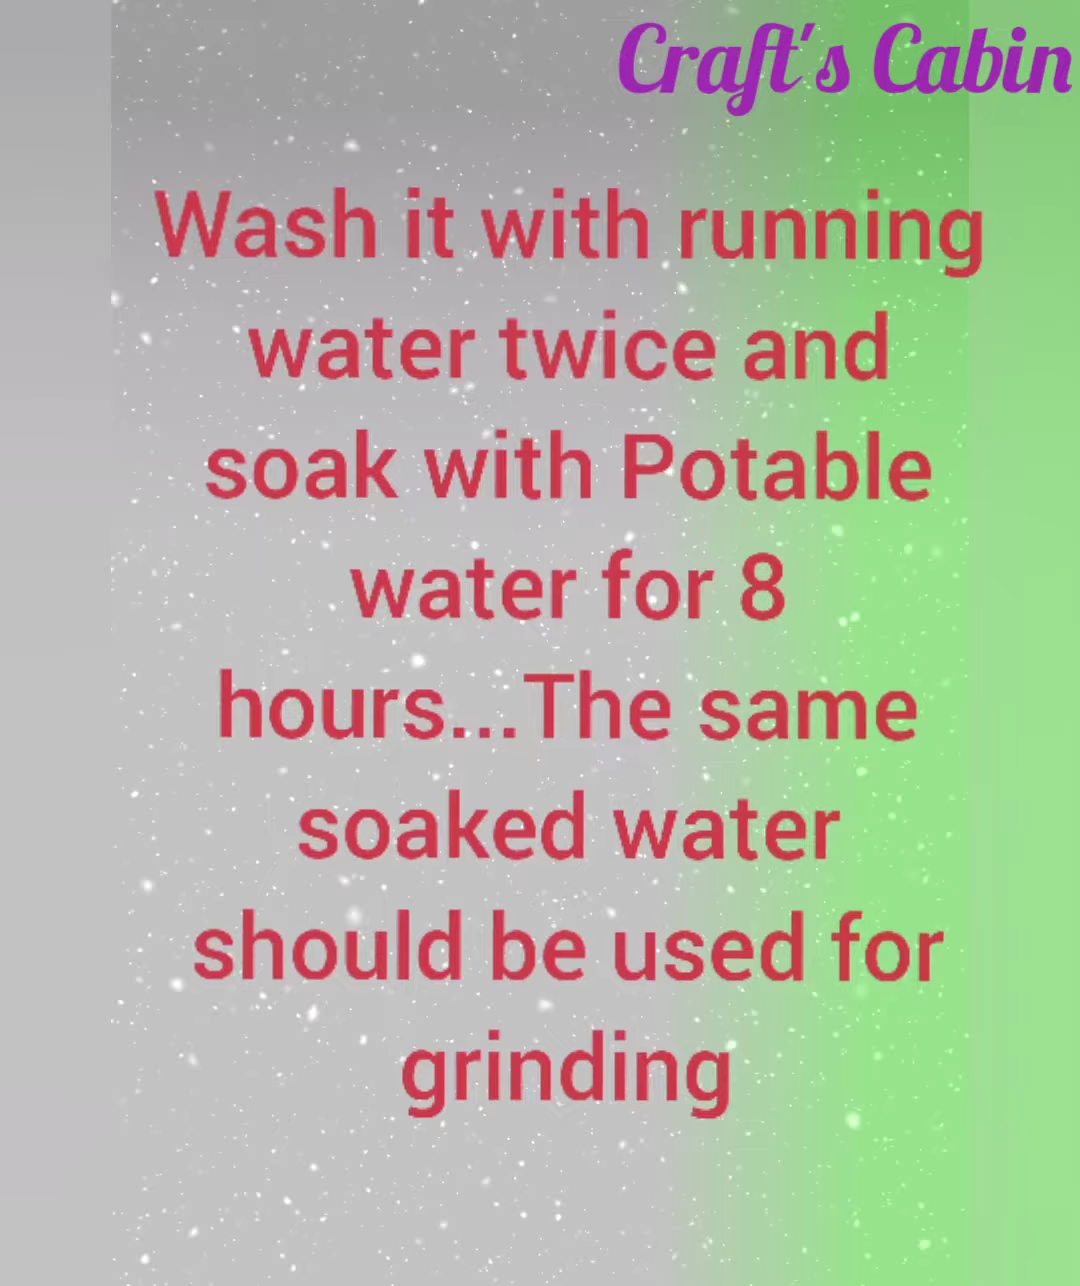 Craft's Cabin
Wash it with running
water twice and
soak with Potable
water for 8
hours...The same
soaked water
should be used for
grinding